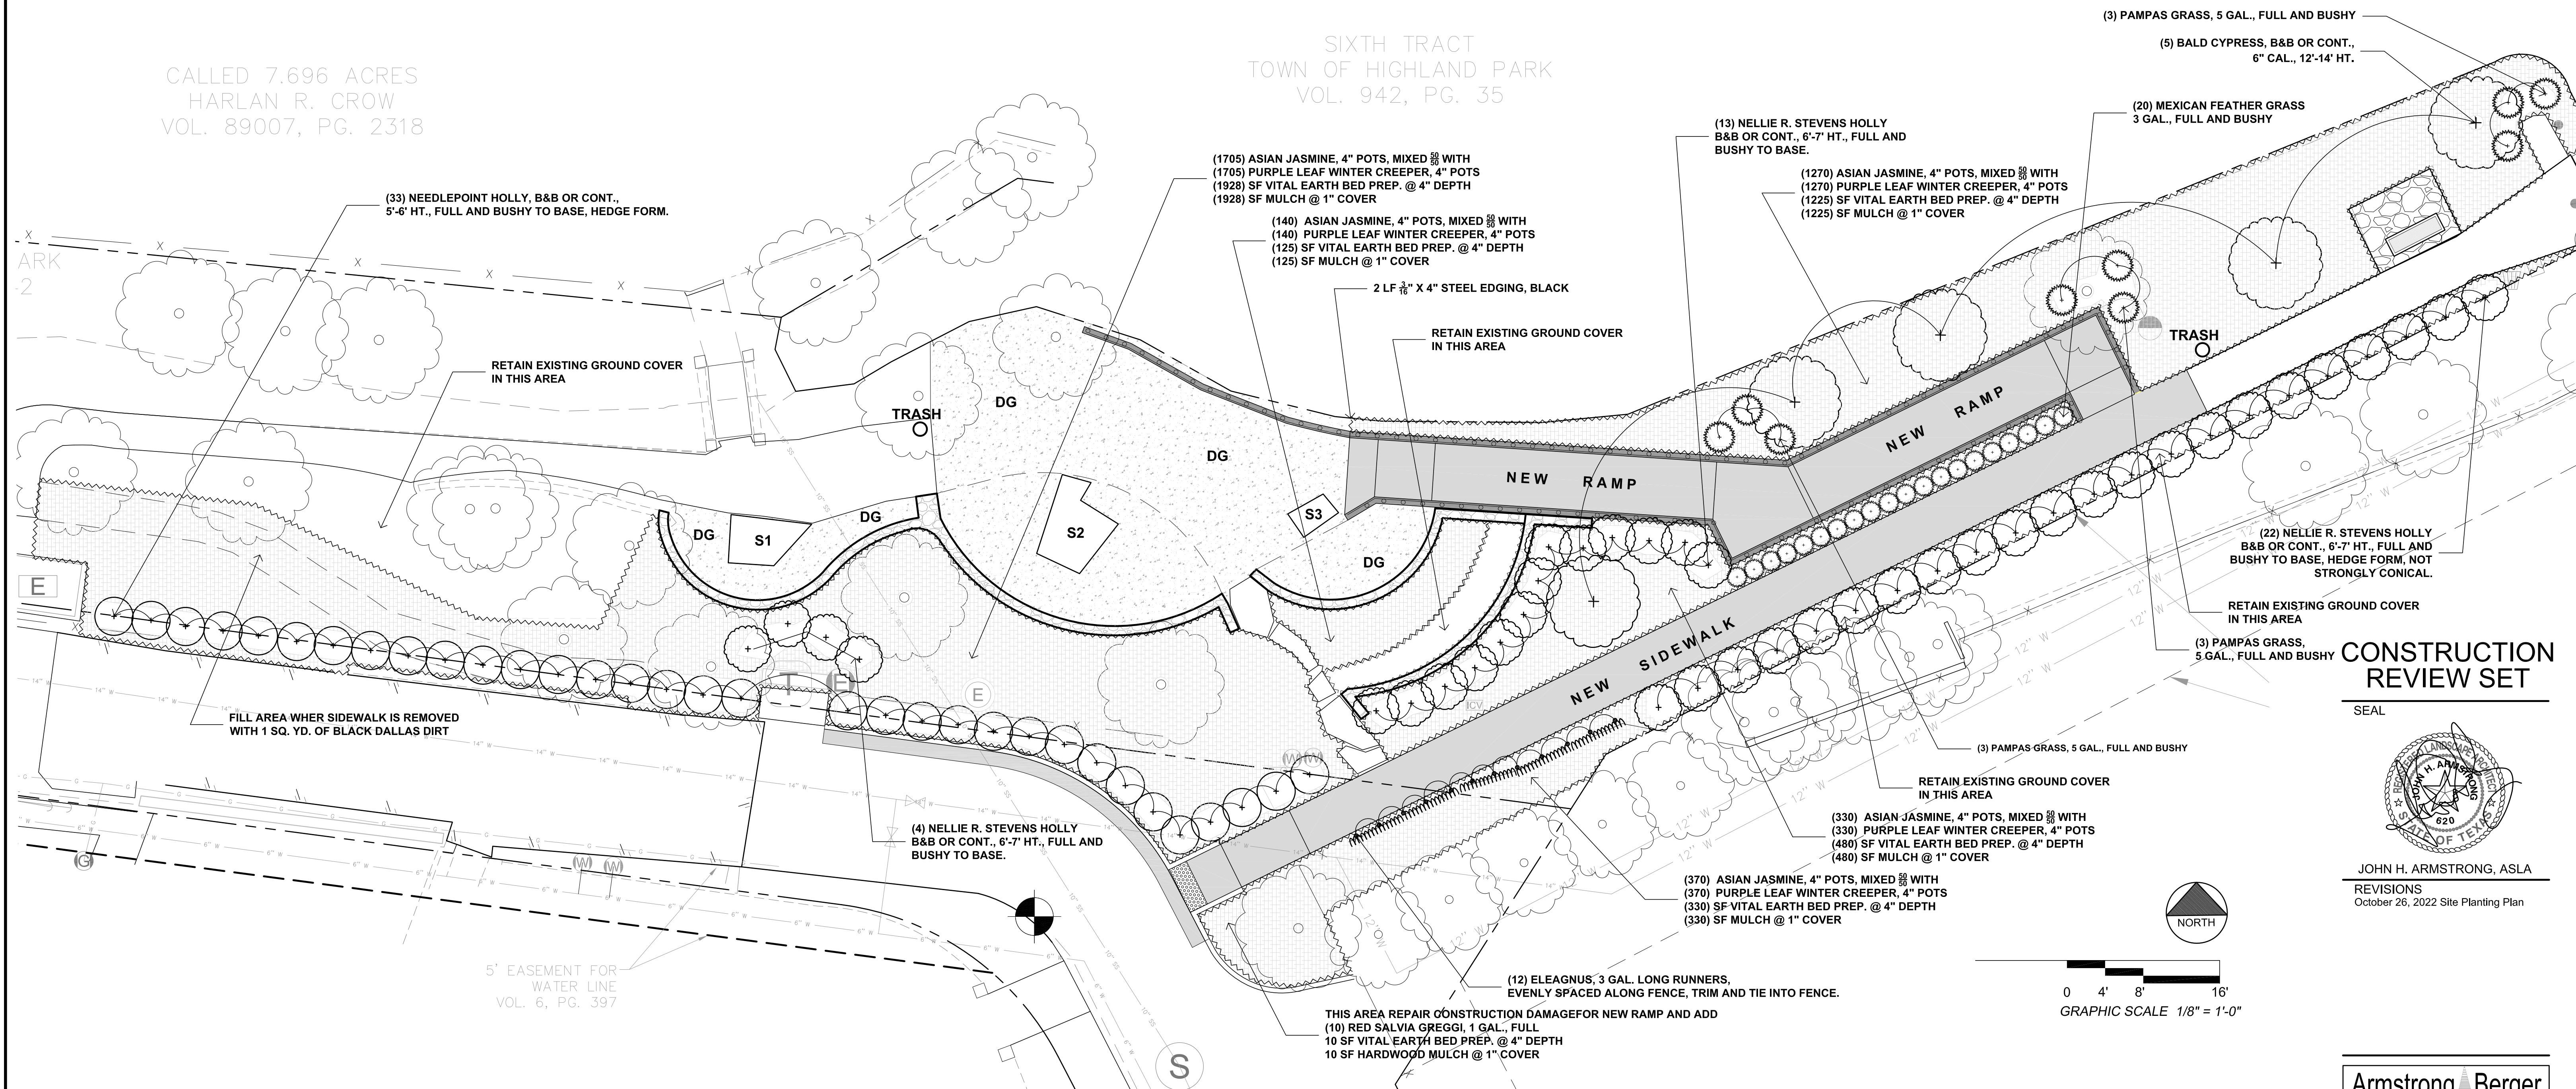 (3) PAMPAS GRASS, 5 GAL., FULL AND BUSHY
(5) BALD CYPRESS, B&B OR CONT.,
6" CAL., 12'-14' HT.
SIXTH TRACT
TOWN OF HIGHLAND PARK
VOL. 942, PG. 35
CALLED 7.696 ACRES
HARLAN R. CROW
VOL. 89007, PG. 2318
(20) MEXICAN FEATHER GRASS
3 GAL., FULL AND BUSHY
(13) NELLIE R. STEVENS HOLLY
B&B OR CONT., 6'-7' HT., FULL AND
BUSHY TO BASE.
(1705) ASIAN JASMINE, 4" POTS, MIXED 50/50 WITH
(1705) PURPLE LEAF WINTER CREEPER, 4" POTS
(1928) SF VITAL EARTH BED PREP. @ 4" DEPTH
(1928) SF MULCH @ 1" COVER
(1270) ASIAN JASMINE, 4" POTS, MIXED 50/50 WITH
(1270) PURPLE LEAF WINTER CREEPER, 4" POTS
(1225) SF VITAL EARTH BED PREP. @ 4" DEPTH
(1225) SF MULCH @ 1" COVER
(33) NEEDLEPOINT HOLLY, B&B OR CONT.,
5'-6' HT., FULL AND BUSHY TO BASE, HEDGE FORM.
(140) ASIAN JASMINE, 4" POTS, MIXED 50/50 WITH
(140) PURPLE LEAF WINTER CREEPER, 4" POTS
(125) SF VITAL EARTH BED PREP. @ 4" DEPTH
(125) SF MULCH @ 1" COVER
ARK
-2
2 LF 3/16" X 4" STEEL EDGING, BLACK
RETAIN EXISTING GROUND COVER
IN THIS AREA
TRASH
RETAIN EXISTING GROUND COVER
IN THIS AREA
TRASH
DG
DG
NEW RAMP
NEW RAMP
DG
DG
DG
S1
S2
S3
E
NEW SIDEWALK
(22) NELLIE R. STEVENS HOLLY
B&B OR CONT., 6'-7' HT., FULL AND
BUSHY TO BASE, HEDGE FORM, NOT
STRONGLY CONICAL.
RETAIN EXISTING GROUND COVER
IN THIS AREA
(3) PAMPAS GRASS,
5 GAL., FULL AND BUSHY
CONSTRUCTION
REVIEW SET
SEAL
REGISTERED LANDSCAPE ARCHITECT
JOHN H. ARMSTRONG
620
STATE OF TEXAS
JOHN H. ARMSTRONG, ASLA
REVISIONS
October 26, 2022 Site Planting Plan
T
E
E
ICV
FILL AREA WHER SIDEWALK IS REMOVED
WITH 1 SQ. YD. OF BLACK DALLAS DIRT
(3) PAMPAS GRASS, 5 GAL., FULL AND BUSHY
RETAIN EXISTING GROUND COVER
IN THIS AREA
(330) ASIAN JASMINE, 4" POTS, MIXED 50/50 WITH
(330) PURPLE LEAF WINTER CREEPER, 4" POTS
(480) SF VITAL EARTH BED PREP. @ 4" DEPTH
(480) SF MULCH @ 1" COVER
(4) NELLIE R. STEVENS HOLLY
B&B OR CONT., 6'-7' HT., FULL AND
BUSHY TO BASE.
(370) ASIAN JASMINE, 4" POTS, MIXED 50/50 WITH
(370) PURPLE LEAF WINTER CREEPER, 4" POTS
(330) SF VITAL EARTH BED PREP. @ 4" DEPTH
(330) SF MULCH @ 1" COVER
(G)
(W)
(W)
(W)
(W)
NORTH
5' EASEMENT FOR
WATER LINE
VOL. 6, PG. 397
(12) ELEAGNUS, 3 GAL. LONG RUNNERS,
EVENLY SPACED ALONG FENCE, TRIM AND TIE INTO FENCE.
THIS AREA REPAIR CONSTRUCTION DAMAGEFOR NEW RAMP AND ADD
(10) RED SALVIA GREGGI, 1 GAL., FULL
10 SF VITAL EARTH BED PREP. @ 4" DEPTH
10 SF HARDWOOD MULCH @ 1" COVER
0 4' 8' 16'
GRAPHIC SCALE 1/8" = 1'-0"
S
Armstrong Berger